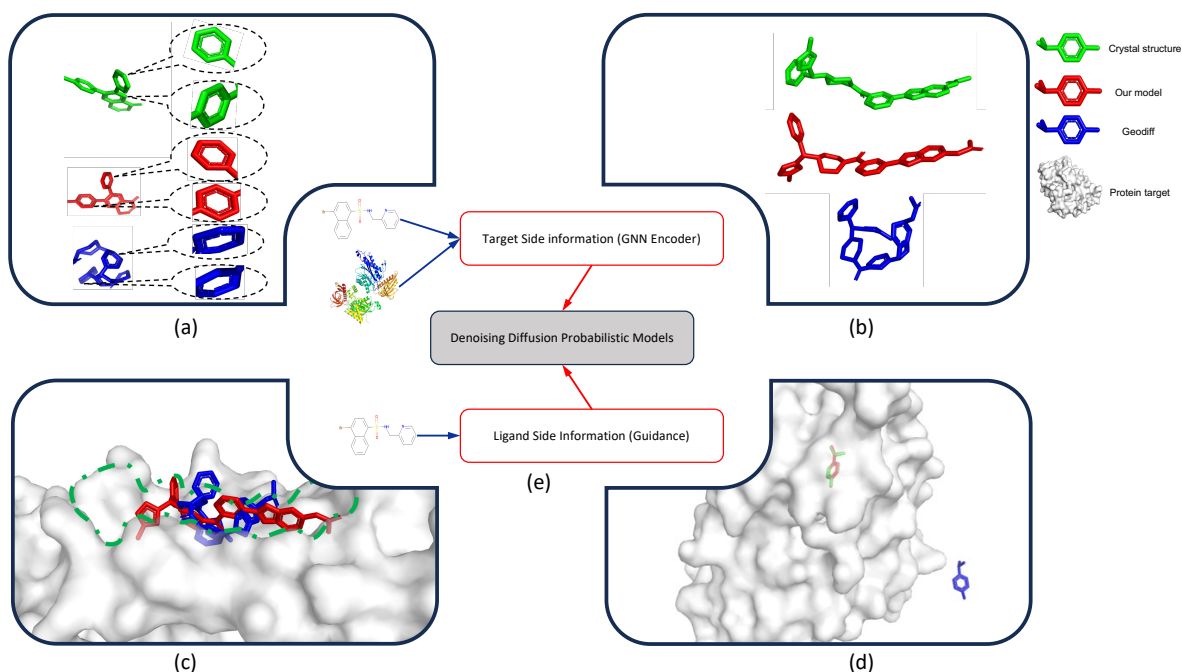 Crystal structure
Our model
Geodiff
Protein target
Target Side information (GNN Encoder)
(a)
(b)
Denoising Diffusion Probabilistic Models
Ligand Side Information (Guidance)
(e)
(c)
(d)